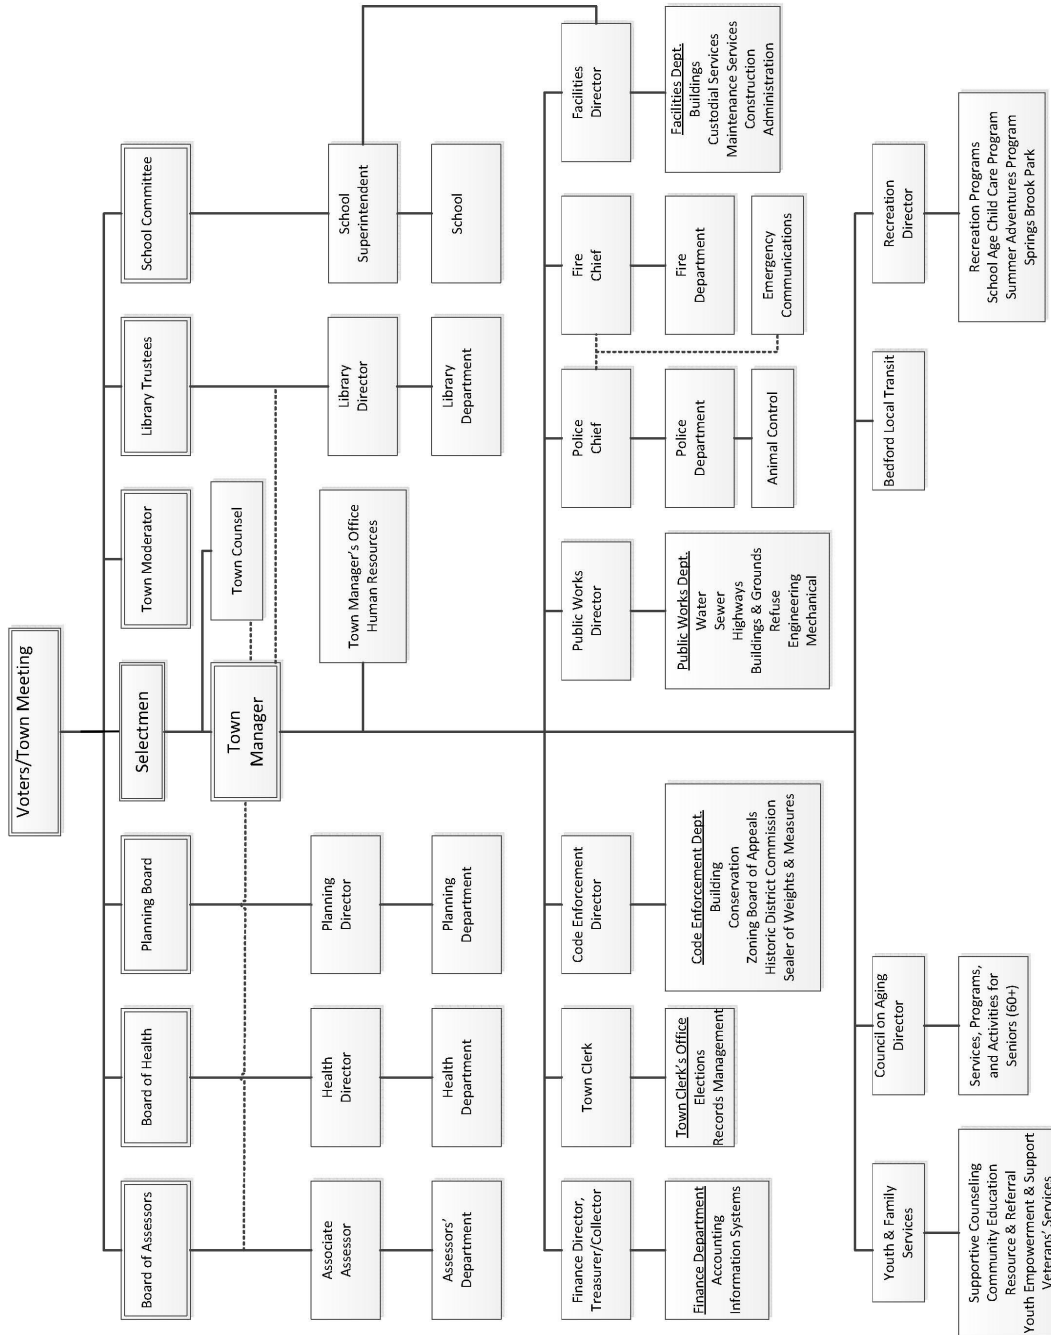 Voters/Town Meeting
Board of Assessors
Board of Health
Planning Board
Selectmen
Town Moderator
Library Trustees
School Committee
Town
Manager
Town Counsel
Associate
Assessor
Health
Director
Planning
Director
Town Manager's Office
Human Resources
Library
Director
School
Superintendent
Assessors'
Department
Health
Department
Planning
Department
Library
Department
School
Finance Director,
Treasurer/Collector
Town Clerk
Code Enforcement
Director
Public Works
Director
Police
Chief
Fire
Chief
Facilities
Director
Finance Department
Accounting
Information Systems
Town Clerk's Office
Elections
Records Management
Code Enforcement Dept.
Building
Conservation
Zoning Board of Appeals
Historic District Commission
Sealer of Weights & Measures
Public Works Dept.
Water
Sewer
Highways
Buildings & Grounds
Refuse
Engineering
Mechanical
Police
Department
Animal Control
Fire
Department
Emergency
Communications
Facilities Dept.
Buildings
Custodial Services
Maintenance Services
Construction
Administration
Youth & Family
Services
Council on Aging
Director
Bedford Local Transit
Recreation
Director
Supportive Counseling
Community Education
Resource & Referral
Youth Empowerment & Support
Veterans' Services
Services, Programs,
and Activities for
Seniors (60+)
Recreation Programs
School Age Child Care Program
Summer Adventures Program
Springs Brook Park